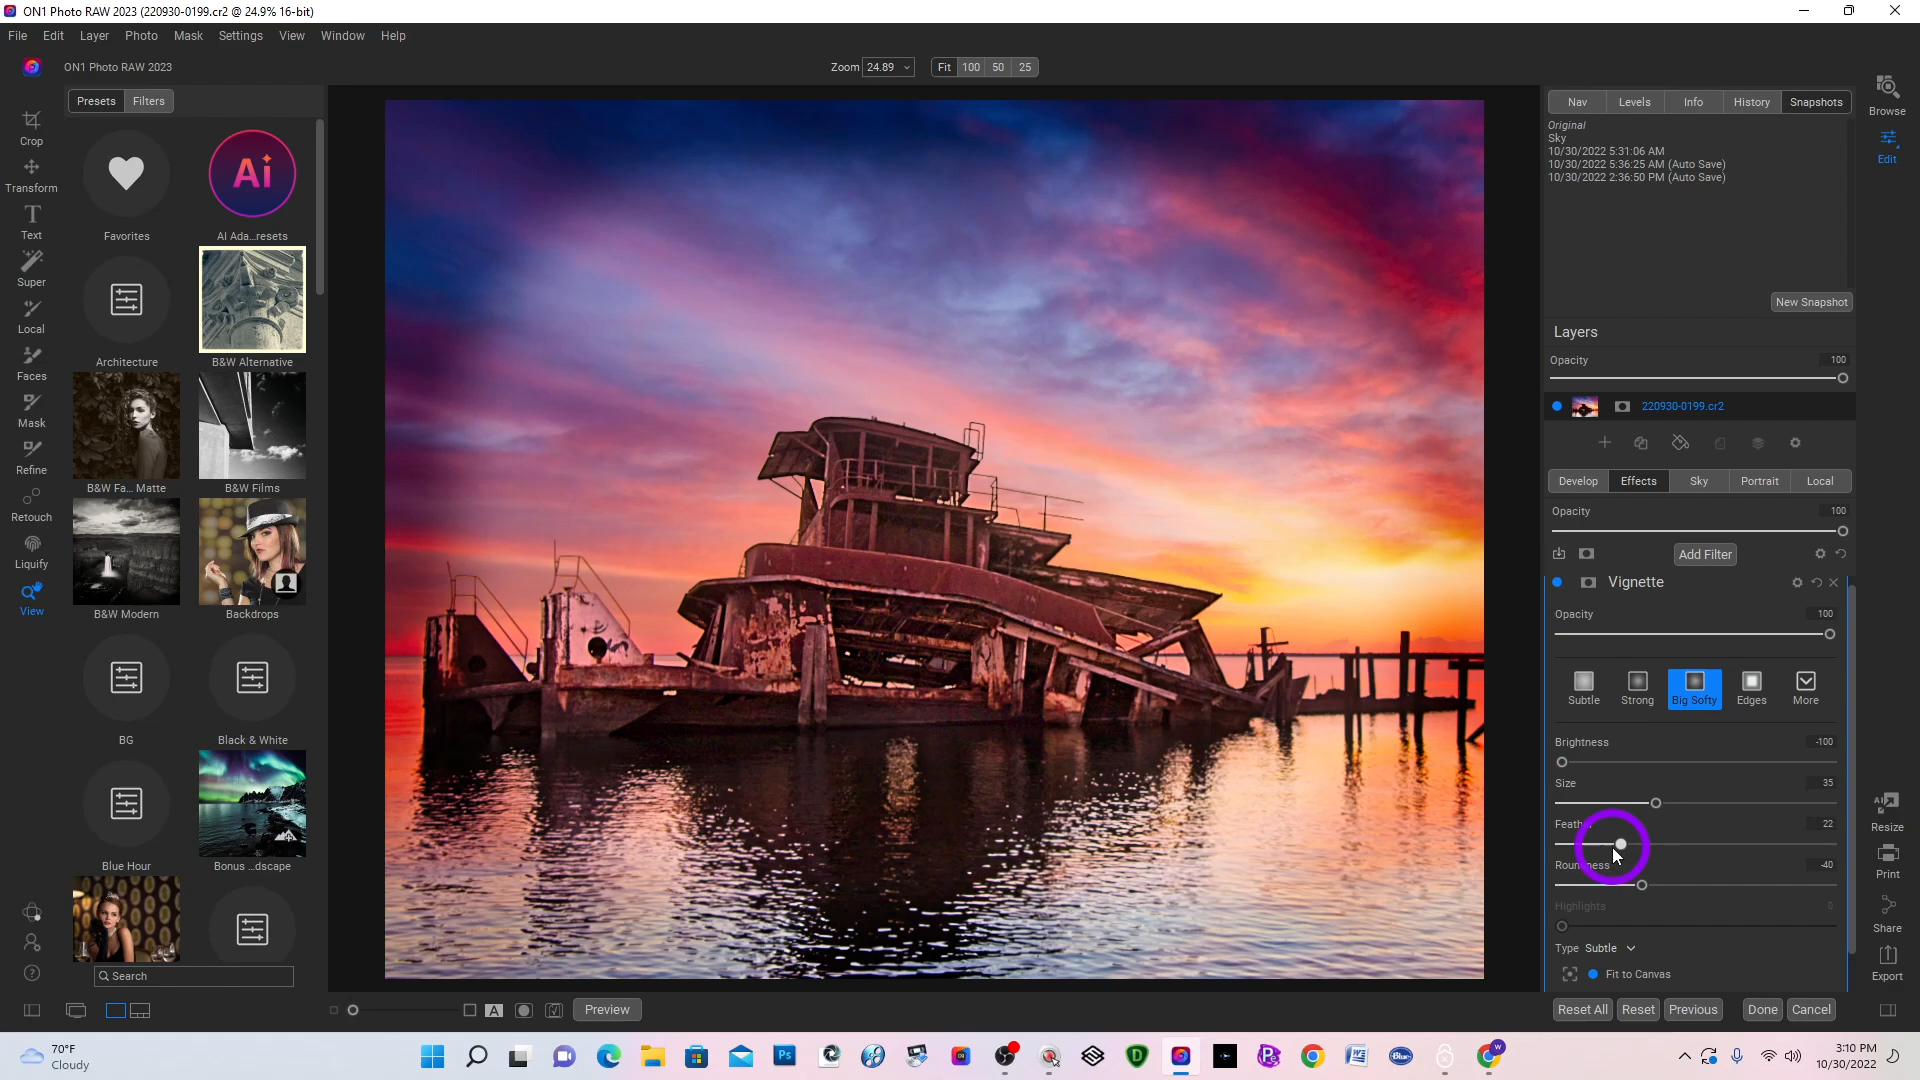 ON1 Photo RAW 2023 (220930-0199.cr2 @ 24.9% 16-bit)
File Edit Layer Photo Mask Settings View Window Help
ON1 Photo RAW 2023
Zoom 24.89 Fit 100 50 25
Presets Filters
Nav Levels Info History Snapshots
Browse
Edit
Original
Sky
10/30/2022 5:31:06 AM
10/30/2022 5:36:25 AM (Auto Save)
10/30/2022 2:36:50 PM (Auto Save)
New Snapshot
Crop
Transform
Text
Super
Local
Faces
Mask
Refine
Retouch
Liquify
View
Ai
Favorites
AI Ada...resets
Architecture
B&W Alternative
B&W Fa... Matte
B&W Films
B&W Modern
Backdrops
BG
Black & White
Blue Hour
Bonus ...dscape
Search
Layers
Opacity 100
220930-0199.cr2
Develop Effects Sky Portrait Local
Opacity 100
Add Filter
Vignette
Opacity 100
Subtle Strong Big Softy Edges More
Brightness -100
Size 35
Feather 22
Roundness -40
Highlights 0
Type Subtle
Fit to Canvas
AI
Resize
Print
Share
Export
A Preview
Reset All Reset Previous Done Cancel
70°F
Cloudy
Ps
D
W
Blue
W
3:10 PM
10/30/2022